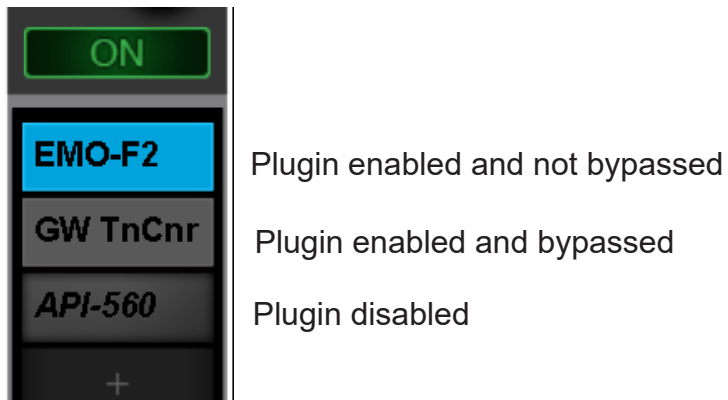 ON
EMO-F2
Plugin enabled and not bypassed
GW TnCnr
Plugin enabled and bypassed
API-560
Plugin disabled
+